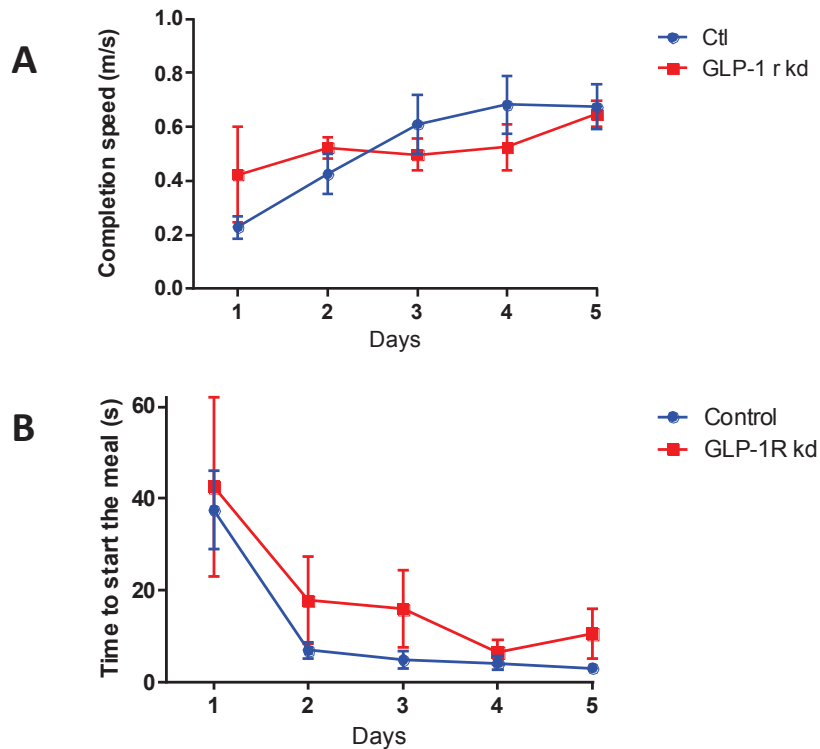 A
Completion speed (m/s)
1.0
0.8
0.6
0.4
0.2
0.0
1 2 3 4 5
Days
Ctl
GLP-1 r kd
B
Time to start the meal (s)
60
40
20
0
1 2 3 4 5
Days
Control
GLP-1R kd